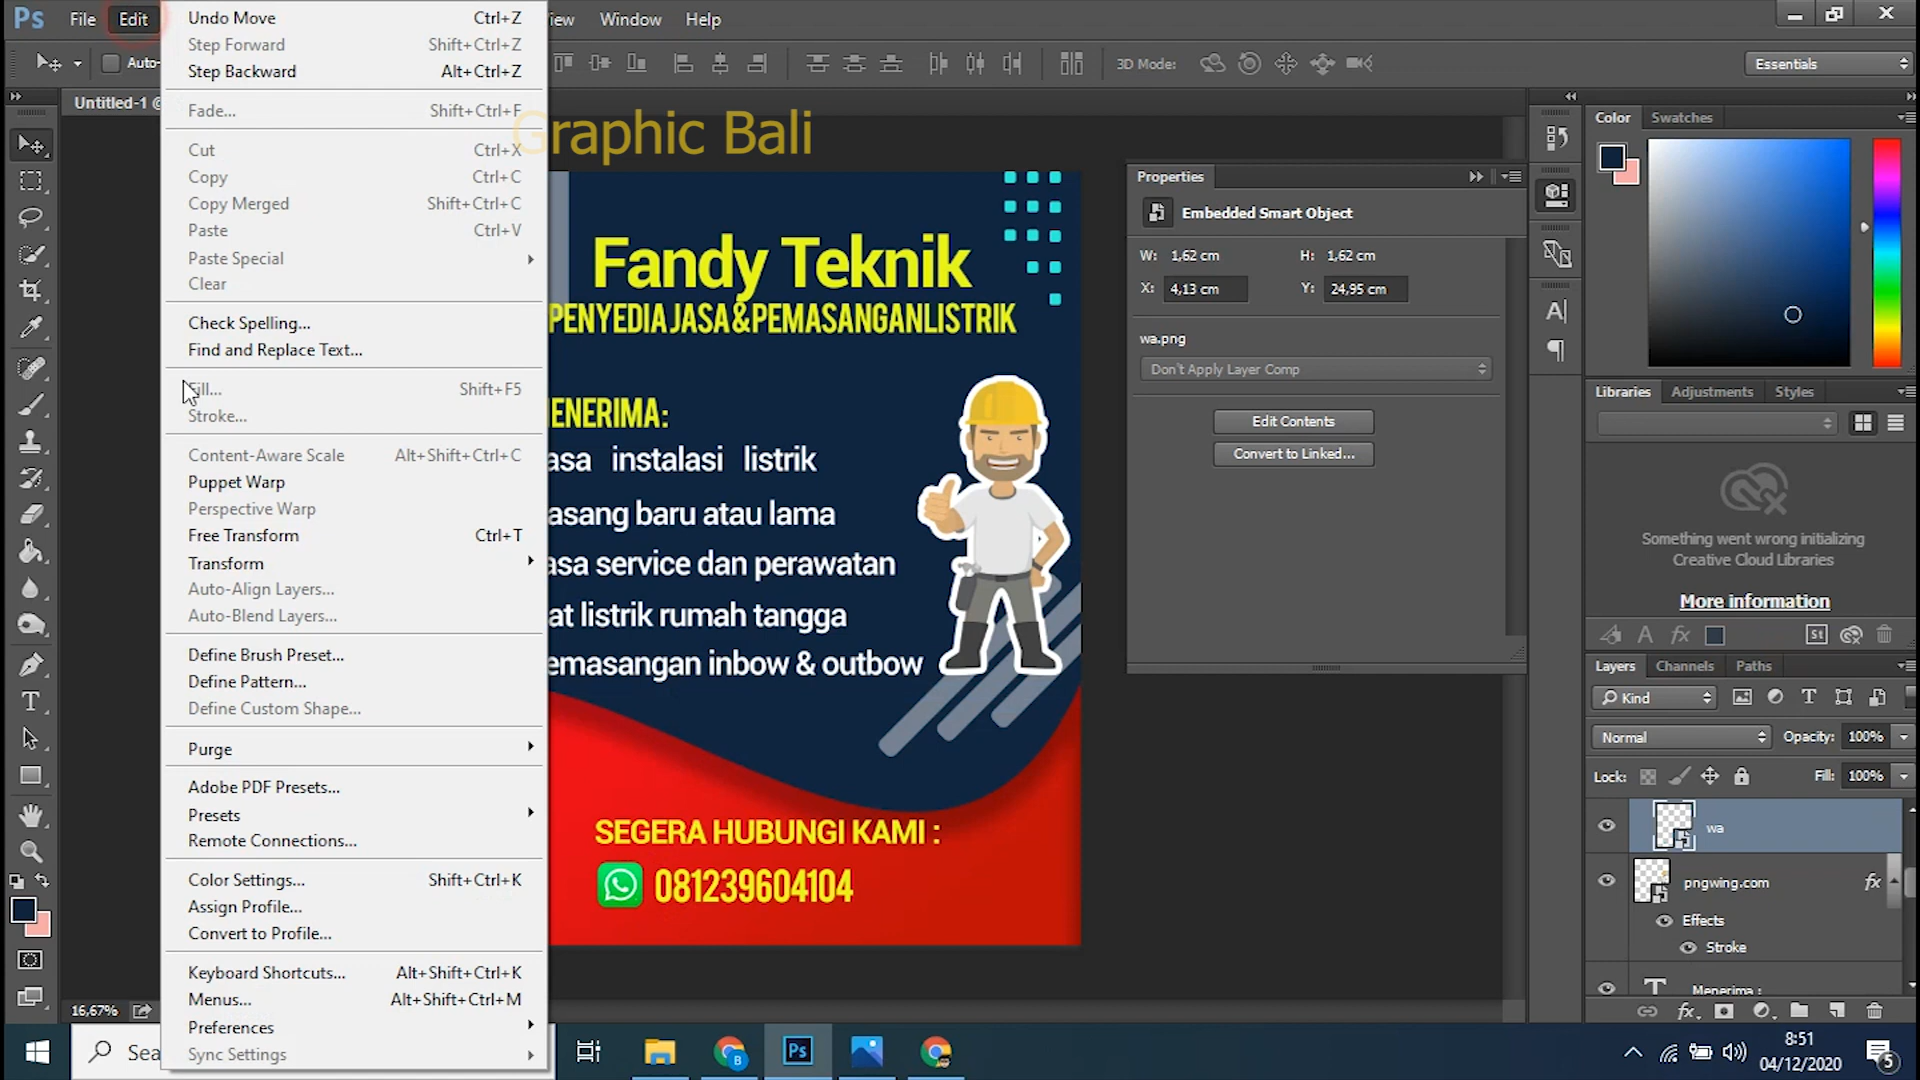 Ps File Edit View Window Help
Undo Move Ctrl+Z
Step Forward Shift+Ctrl+Z
Step Backward Alt+Ctrl+Z
Fade... Shift+Ctrl+F
Cut Ctrl+X
Copy Ctrl+C
Copy Merged Shift+Ctrl+C
Paste Ctrl+V
Paste Special
Clear
Check Spelling...
Find and Replace Text...
Fill... Shift+F5
Stroke...
Content-Aware Scale Alt+Shift+Ctrl+C
Puppet Warp
Perspective Warp
Free Transform Ctrl+T
Transform
Auto-Align Layers...
Auto-Blend Layers...
Define Brush Preset...
Define Pattern...
Define Custom Shape...
Purge
Adobe PDF Presets...
Presets
Remote Connections...
Color Settings... Shift+Ctrl+K
Assign Profile...
Convert to Profile...
Keyboard Shortcuts... Alt+Shift+Ctrl+K
Menus... Alt+Shift+Ctrl+M
Preferences
Sync Settings
Auto-
3D Mode:
Essentials
Untitled-1 @
Graphic Bali
Fandy Teknik
PENYEDIA JASA & PEMASANGAN LISTRIK
ENERIMA:
asa instalasi listrik
asang baru atau lama
asa service dan perawatan
at listrik rumah tangga
emasangan inbow & outbow
SEGERA HUBUNGI KAMI :
081239604104
Properties
Embedded Smart Object
W: 1,62 cm H: 1,62 cm
X: 4,13 cm Y: 24,95 cm
wa.png
Don't Apply Layer Comp
Edit Contents
Convert to Linked...
Color Swatches
Libraries Adjustments Styles
Something went wrong initializing
Creative Cloud Libraries
More information
St
Layers Channels Paths
Kind
Normal Opacity: 100%
Lock: Fill: 100%
wa
pngwing.com fx
Effects
Stroke
Menerima :
16,67%
Sea
Ps
8:51
04/12/2020
5